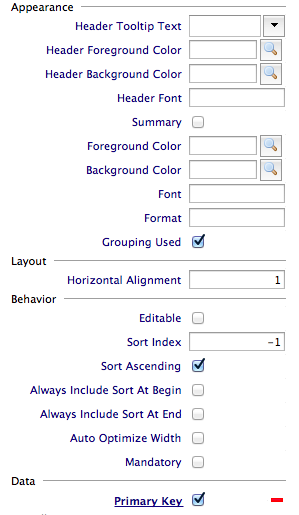 Appearance
Header Tooltip Text
Header Foreground Color
Header Background Color
Header Font
Summary
Foreground Color
Background Color
Font
Format
Grouping Used
Layout
Horizontal Alignment 1
Behavior
Editable
Sort Index -1
Sort Ascending
Always Include Sort At Begin
Always Include Sort At End
Auto Optimize Width
Mandatory
Data
Primary Key